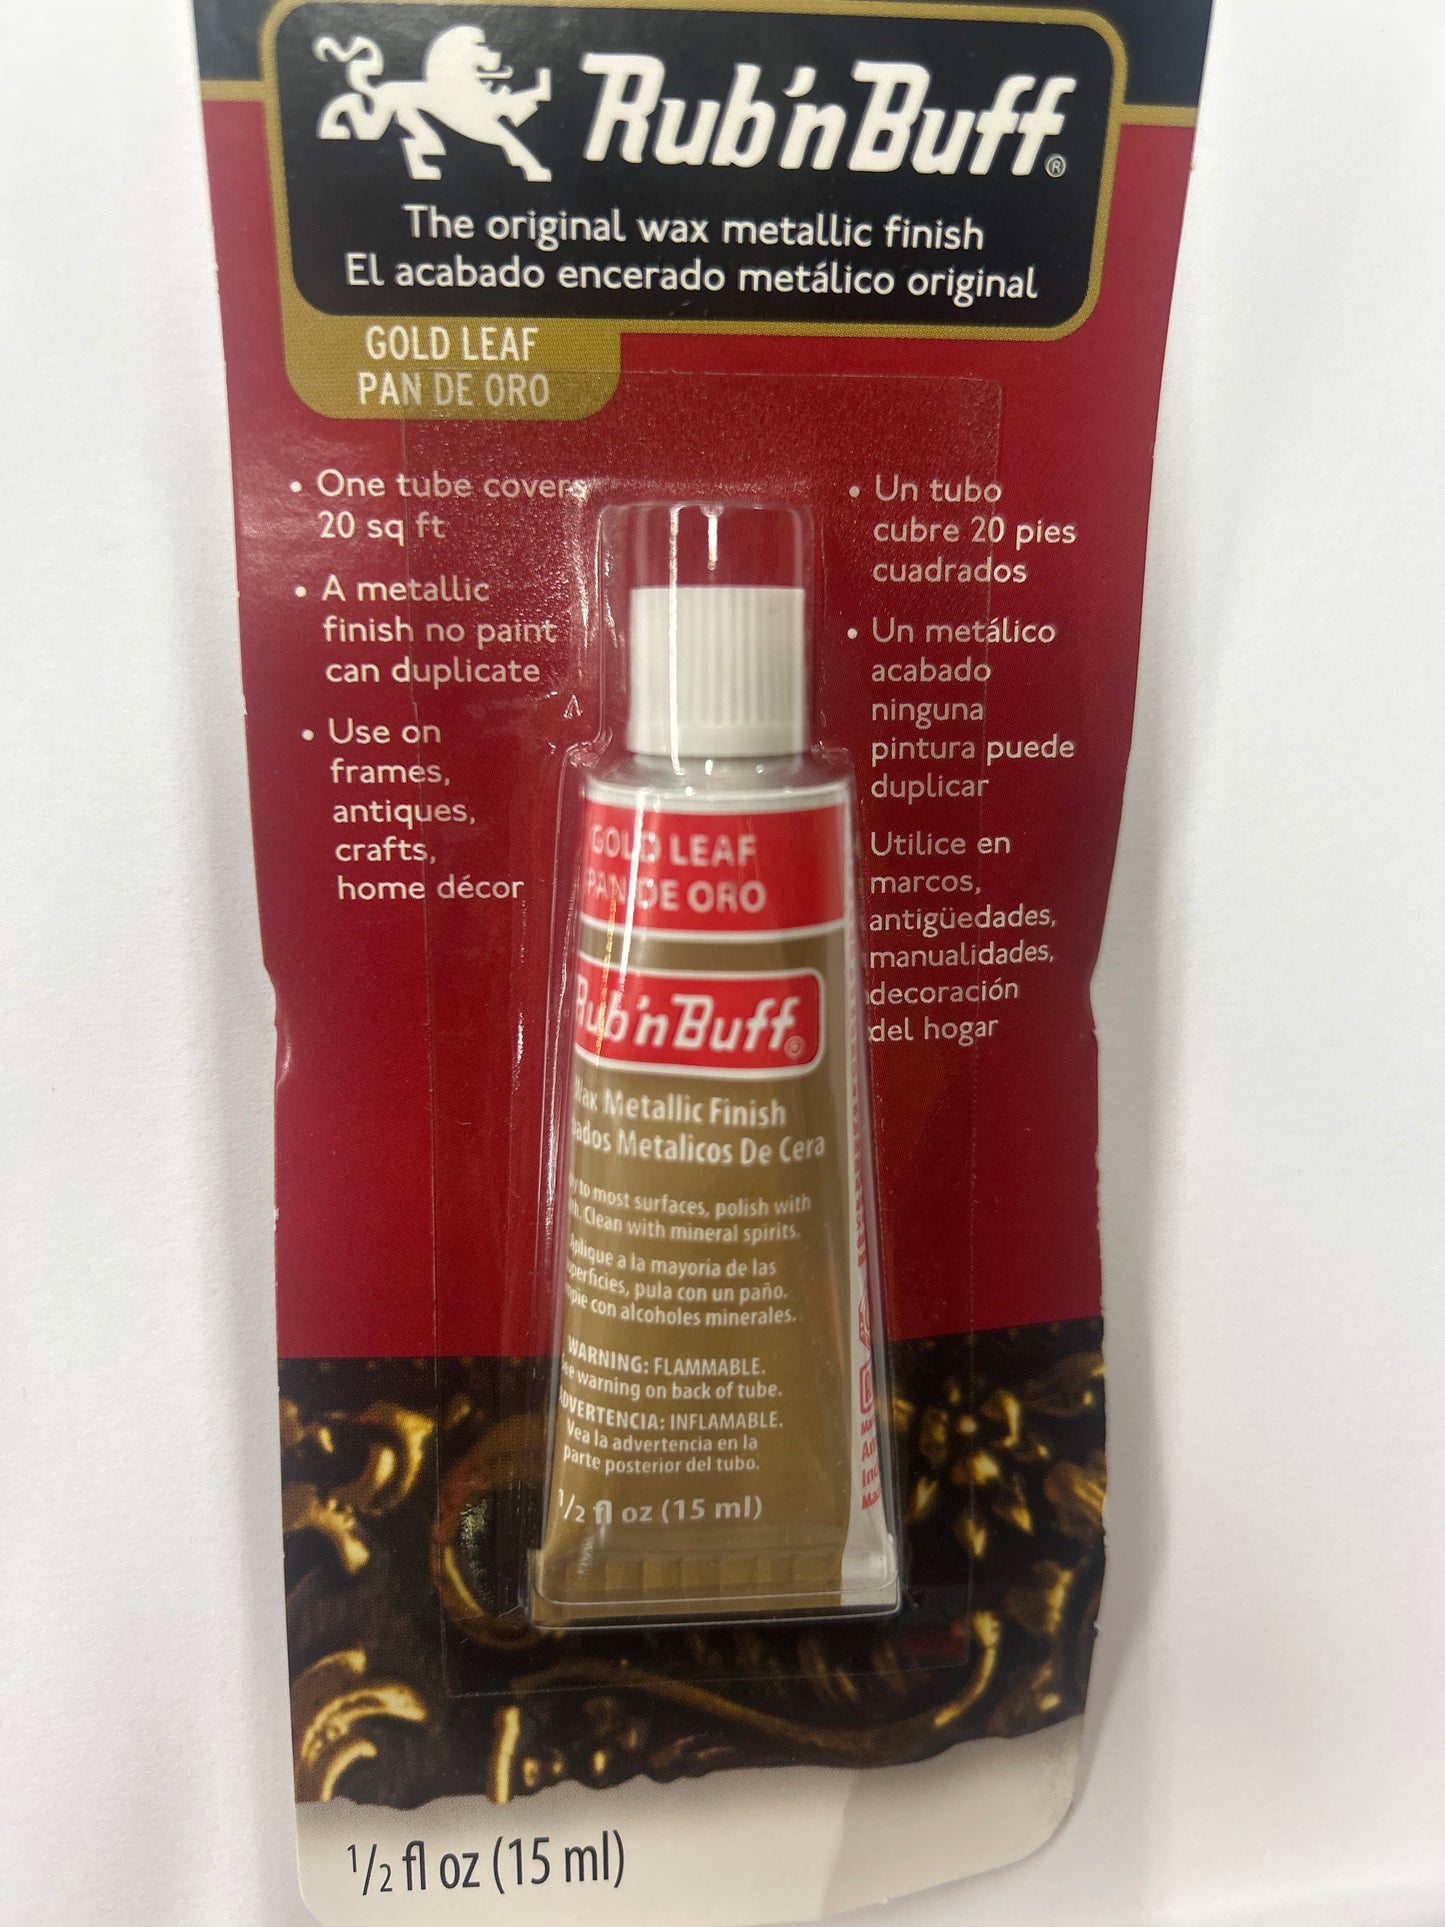 Rub'n Buff®
The original wax metallic finish
El acabado encerado metálico original
GOLD LEAF
PAN DE ORO
• One tube covers
20 sq ft
• A metallic
finish no paint
can duplicate
• Use on
frames,
antiques,
crafts,
home décor
• Un tubo
cubre 20 pies
cuadrados
• Un metálico
acabado
ninguna
pintura puede
duplicar
Utilice en
marcos,
antigüedades,
manualidades,
decoración
del hogar
GOLD LEAF
PAN DE ORO
Rub'n Buff®
Metallic Finish
Metalicos De Cera
to most surfaces, polish with
Clean with mineral spirits.
Aplique a la mayoría de las
superficies, pula con un paño.
con alcoholes minerales.
WARNING: FLAMMABLE.
See warning on back of tube.
ADVERTENCIA: INFLAMABLE.
Vea la advertencia en la
parte posterior del tubo.
1/2 fl oz (15 ml)
1/2 fl oz (15 ml)